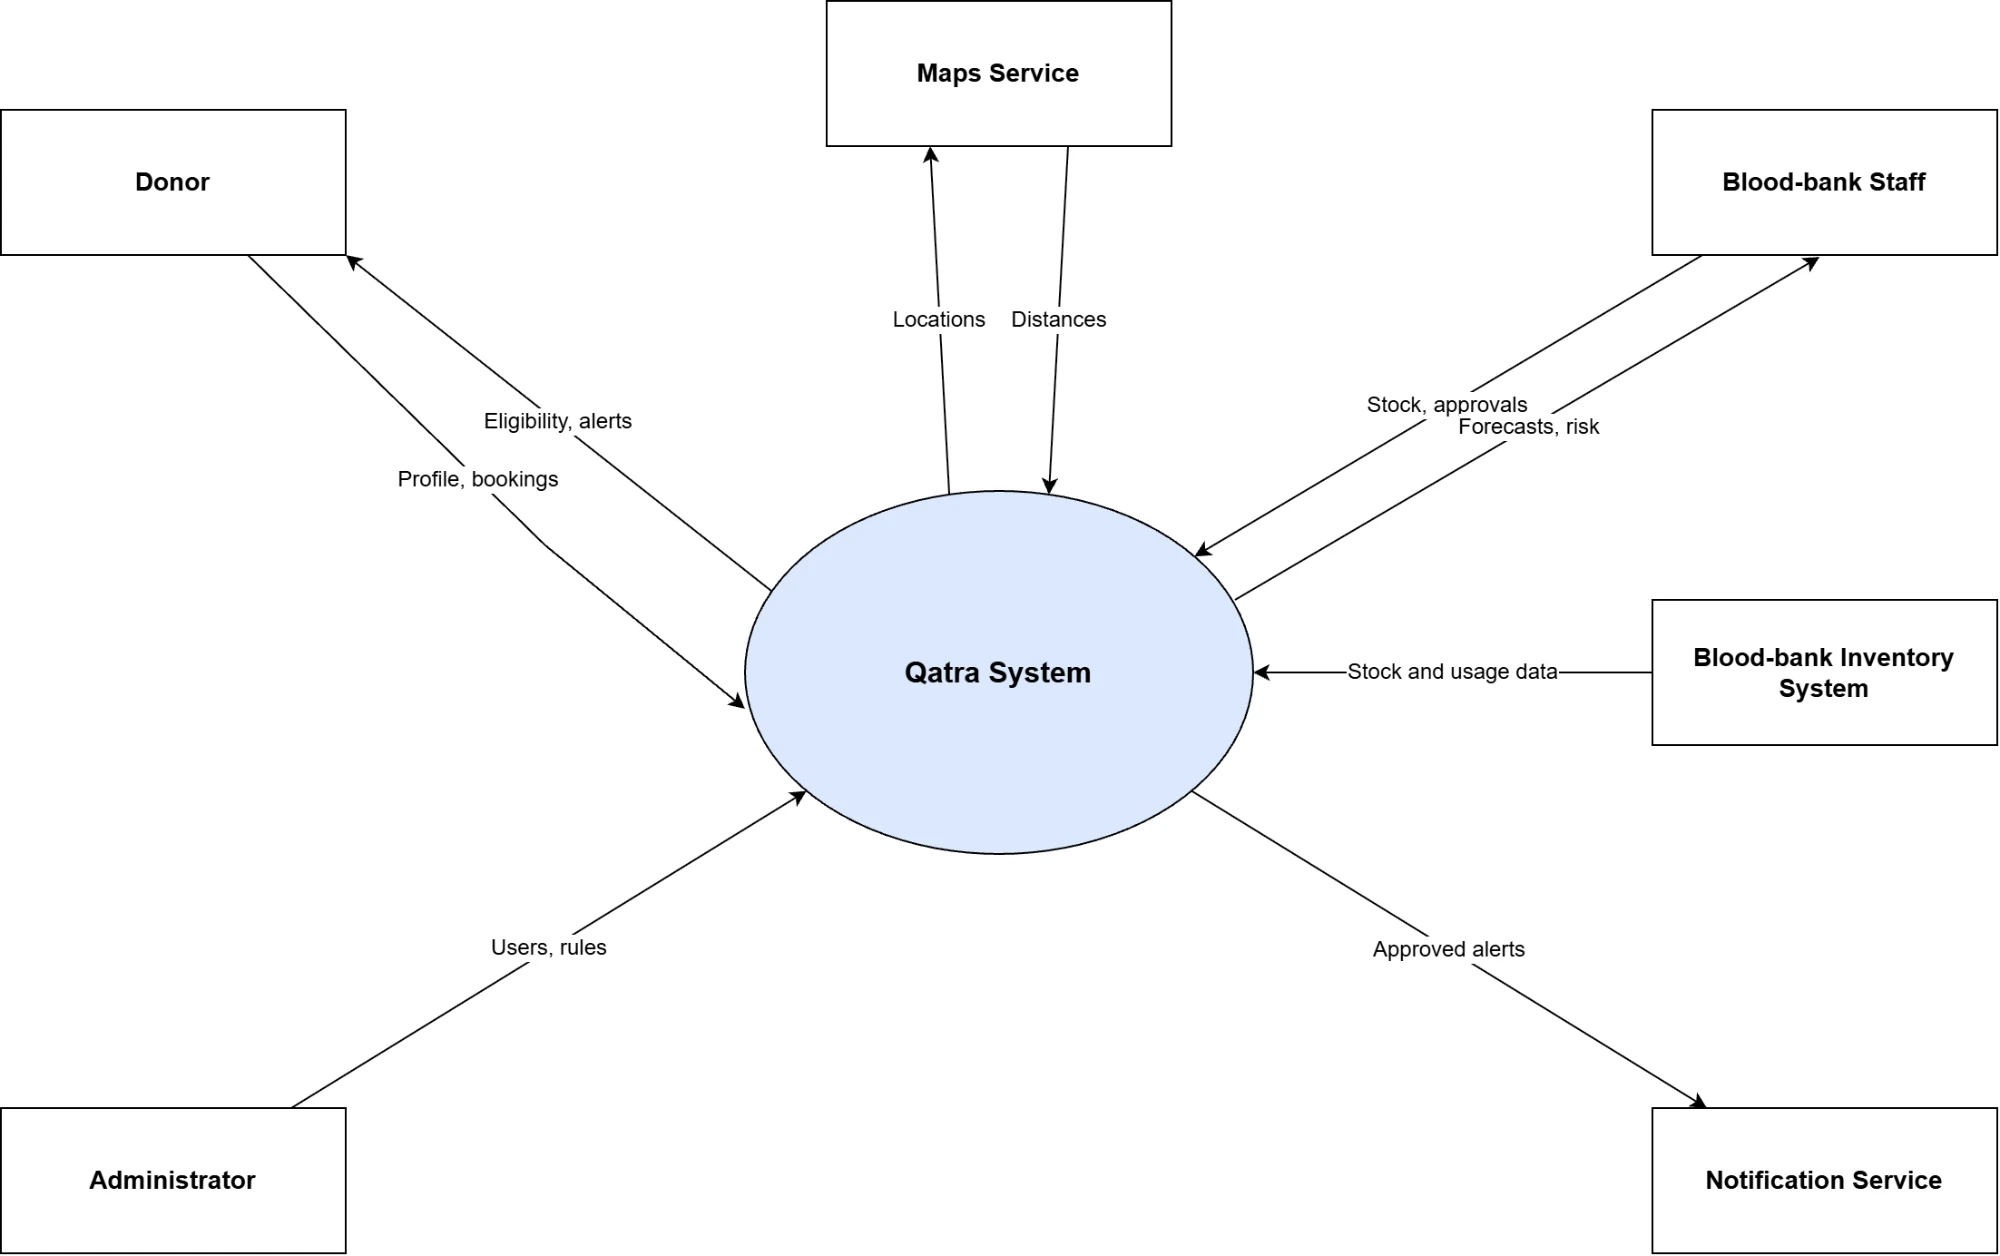 Maps Service
Donor
Blood-bank Staff
Locations
Distances
Stock, approvals
Eligibility, alerts
Forecasts, risk
Profile, bookings
Qatra System
Stock and usage data
Blood-bank Inventory
System
Users, rules
Approved alerts
Administrator
Notification Service